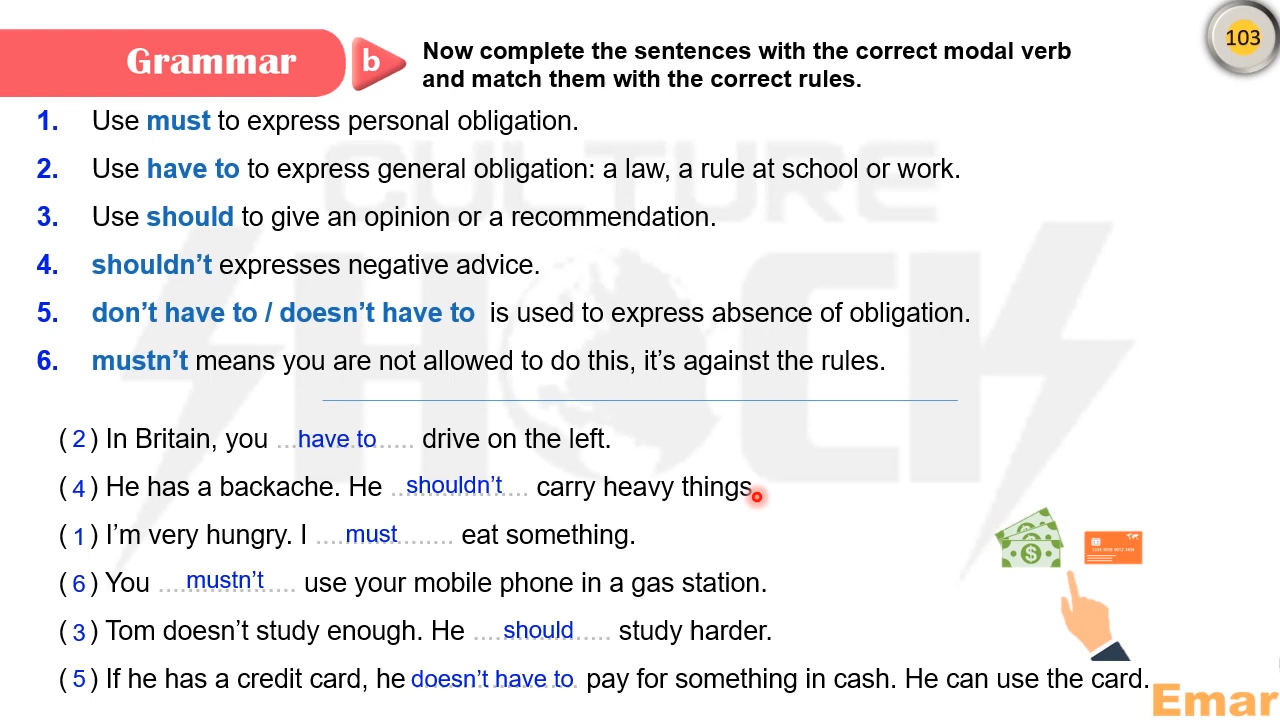 103
Grammar
b
Now complete the sentences with the correct modal verb
and match them with the correct rules.
1. Use must to express personal obligation.
2. Use have to to express general obligation: a law, a rule at school or work.
3. Use should to give an opinion or a recommendation.
4. shouldn't expresses negative advice.
5. don't have to / doesn't have to is used to express absence of obligation.
6. mustn't means you are not allowed to do this, it's against the rules.
CULTURE
SHOCK
( 2 ) In Britain, you ...have to..... drive on the left.
( 4 ) He has a backache. He ..shouldn't.... carry heavy things.
( 1 ) I'm very hungry. I ....must........ eat something.
( 6 ) You ....mustn't.... use your mobile phone in a gas station.
( 3 ) Tom doesn't study enough. He ....should..... study harder.
( 5 ) If he has a credit card, he doesn't have to pay for something in cash. He can use the card.
Emar